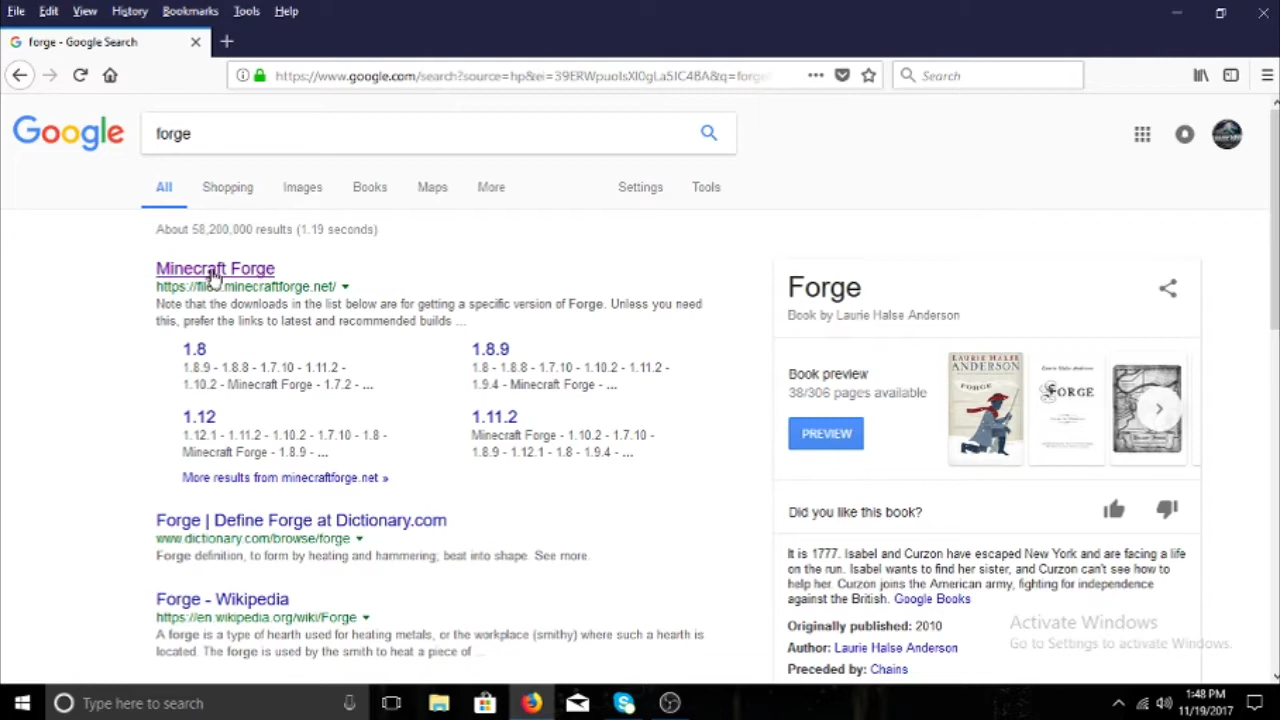 File Edit View History Bookmarks Tools Help
forge - Google Search
https://www.google.com/search?source=hp&ei=39ERWpuoIsXI0gLa5IC4BA&q=forge
Search
Google
forge
All Shopping Images Books Maps More Settings Tools
About 58,200,000 results (1.19 seconds)
Minecraft Forge
https://files.minecraftforge.net/
Note that the downloads in the list below are for getting a specific version of Forge. Unless you need
this, prefer the links to latest and recommended builds ...
1.8
1.8.9 - 1.8.8 - 1.7.10 - 1.11.2 -
1.10.2 - Minecraft Forge - 1.7.2 - ...
1.8.9
1.8 - 1.8.8 - 1.7.10 - 1.10.2 - 1.11.2 -
1.9.4 - Minecraft Forge - ...
1.12
1.12.1 - 1.11.2 - 1.10.2 - 1.7.10 - 1.8 -
Minecraft Forge - 1.8.9 - ...
1.11.2
Minecraft Forge - 1.10.2 - 1.7.10 -
1.8.9 - 1.12.1 - 1.8 - 1.9.4 - ...
More results from minecraftforge.net »
Forge | Define Forge at Dictionary.com
www.dictionary.com/browse/forge
Forge definition, to form by heating and hammering; beat into shape. See more.
Forge - Wikipedia
https://en.wikipedia.org/wiki/Forge
A forge is a type of hearth used for heating metals, or the workplace (smithy) where such a hearth is
located. The forge is used by the smith to heat a piece of ...
Forge
Book by Laurie Halse Anderson
Book preview
38/306 pages available
PREVIEW
LAURIE HALSE
ANDERSON
FORGE
FORGE
Did you like this book?
It is 1777. Isabel and Curzon have escaped New York and are facing a life
on the run. Isabel wants to find her sister, and Curzon can't see how to
help her. Curzon joins the American army, fighting for independence
against the British. Google Books
Originally published: 2010
Author: Laurie Halse Anderson
Preceded by: Chains
Activate Windows
Go to Settings to activate Windows.
Type here to search
1:48 PM
11/19/2017